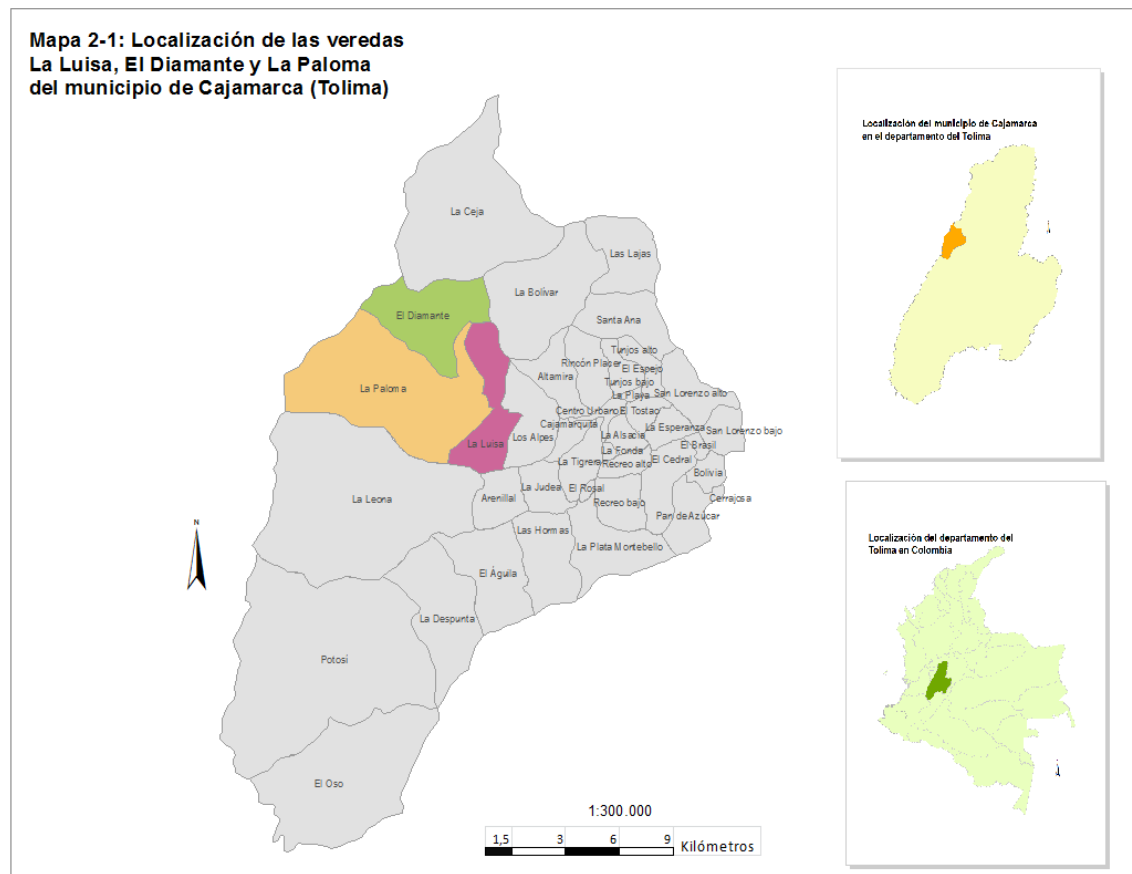 Mapa 2-1: Localización de las veredas
La Luisa, El Diamante y La Paloma
del municipio de Cajamarca (Tolima)
Localización del municipio de Cajamarca
en el departamento del Tolima
La Ceja
Las Lajas
La Bolívar
El Diamante
Santa Ana
Tunjos alto
Rincón Placer
El Espejo
Altamira
Tunjos bajo
La Paloma
La Playa
San Lorenzo alto
Centro Urbano
El Tostao
Cajamarquita
La Esperanza
San Lorenzo bajo
La Luisa
Los Alpes
La Alsacia
El Brasil
La Fonda
La Tigrera
Recreo alto
El Cedral
Bolivia
La Leona
Arenillal
La Judea
El Rosal
Cerrajosa
Recreo bajo
Pan de Azúcar
Las Hormas
La Plata Montebello
N
El Águila
La Despunta
Potosí
El Oso
Localización del departamento del
Tolima en Colombia
1:300.000
1,5 3 6 9 Kilómetros